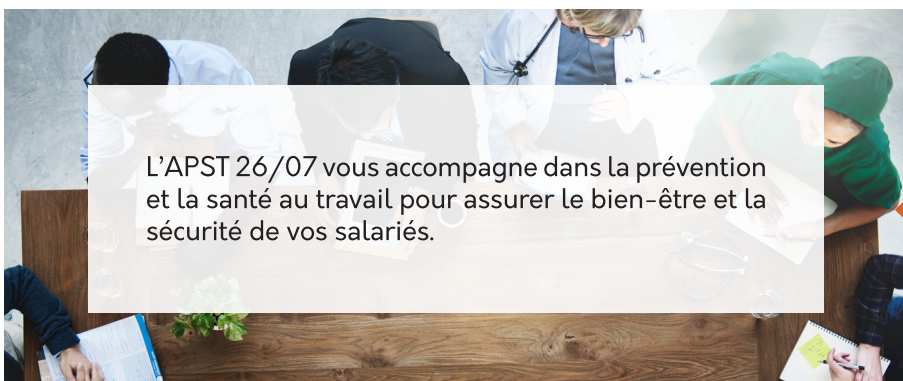 L'APST 26/07 vous accompagne dans la prévention
et la santé au travail pour assurer le bien-être et la
sécurité de vos salariés.